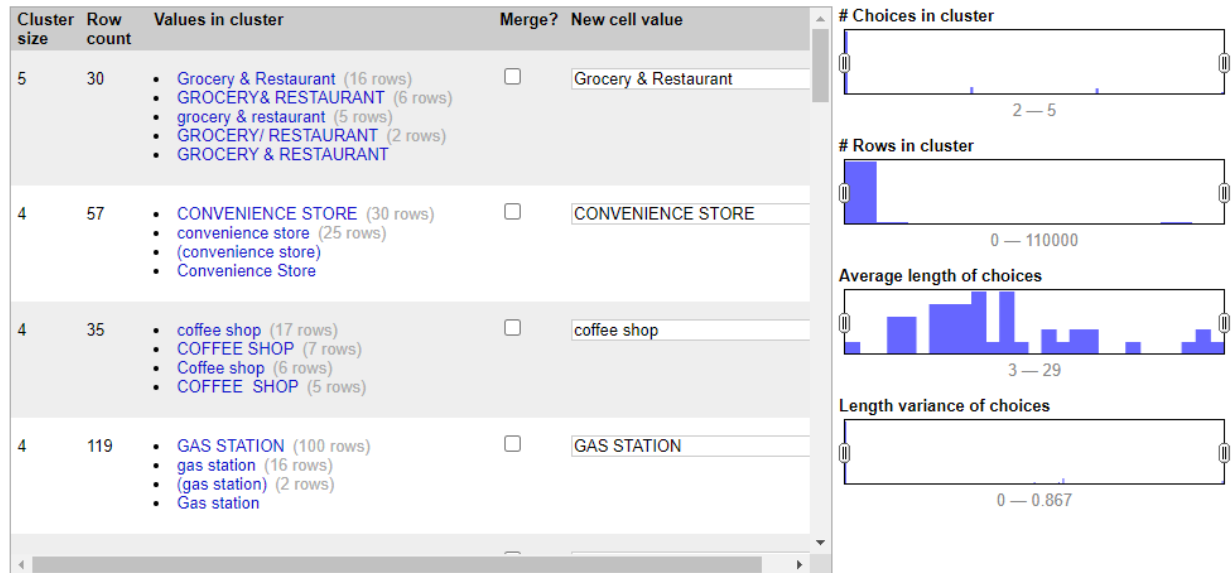 Cluster size Row count Values in cluster Merge? New cell value
5 30
• Grocery & Restaurant (16 rows) Grocery & Restaurant
• GROCERY& RESTAURANT (6 rows)
• grocery & restaurant (5 rows)
• GROCERY/ RESTAURANT (2 rows)
• GROCERY & RESTAURANT
4 57
• CONVENIENCE STORE (30 rows) CONVENIENCE STORE
• convenience store (25 rows)
• (convenience store)
• Convenience Store
4 35
• coffee shop (17 rows) coffee shop
• COFFEE SHOP (7 rows)
• Coffee shop (6 rows)
• COFFEE  SHOP (5 rows)
4 119
• GAS STATION (100 rows) GAS STATION
• gas station (16 rows)
• (gas station) (2 rows)
• Gas station
# Choices in cluster
2 — 5
# Rows in cluster
0 — 110000
Average length of choices
3 — 29
Length variance of choices
0 — 0.867